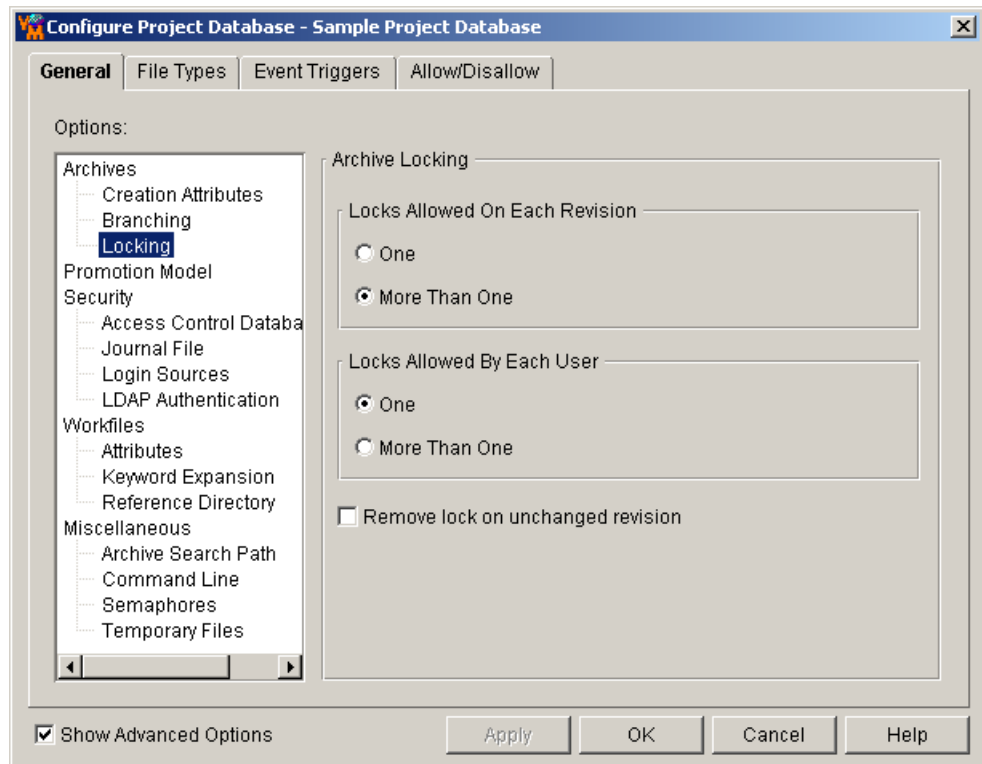 VM Configure Project Database - Sample Project Database
General File Types Event Triggers Allow/Disallow
Options:
Archives
Creation Attributes
Branching
Locking
Promotion Model
Security
Access Control Databa
Journal File
Login Sources
LDAP Authentication
Workfiles
Attributes
Keyword Expansion
Reference Directory
Miscellaneous
Archive Search Path
Command Line
Semaphores
Temporary Files
Archive Locking
Locks Allowed On Each Revision
One
More Than One
Locks Allowed By Each User
One
More Than One
Remove lock on unchanged revision
Show Advanced Options
Apply OK Cancel Help